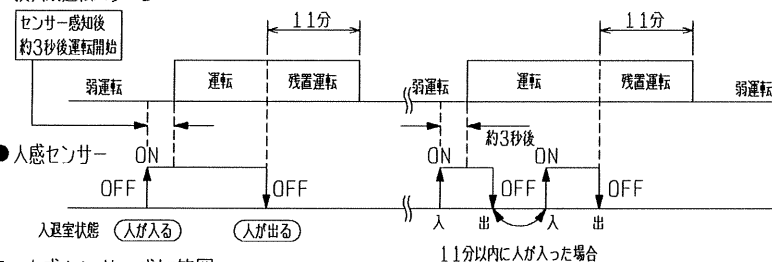 センサー感知後
約3秒後運転開始
11分
11分
弱運転
運転
残置運転
弱運転
運転
残置運転
弱運転
約3秒後
●人感センサー
ON
OFF
OFF
ON
OFF
ON
OFF
入退室状態
人が入る
人が出る
入
出
入
出
11分以内に人が入った場合